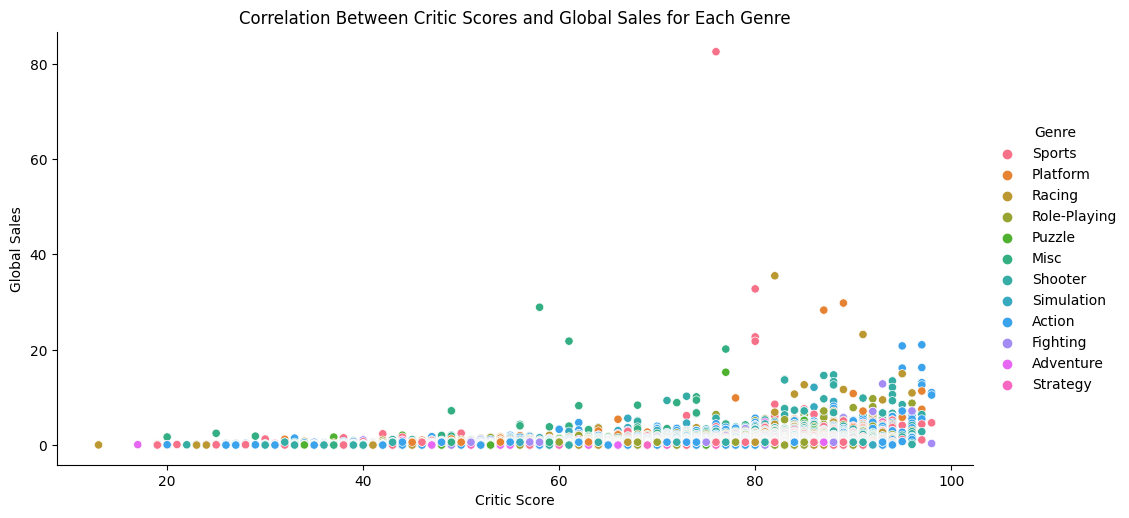 Correlation Between Critic Scores and Global Sales for Each Genre
Global Sales
80
60
40
20
0
20
40
60
80
100
Critic Score
Genre
Sports
Platform
Racing
Role-Playing
Puzzle
Misc
Shooter
Simulation
Action
Fighting
Adventure
Strategy